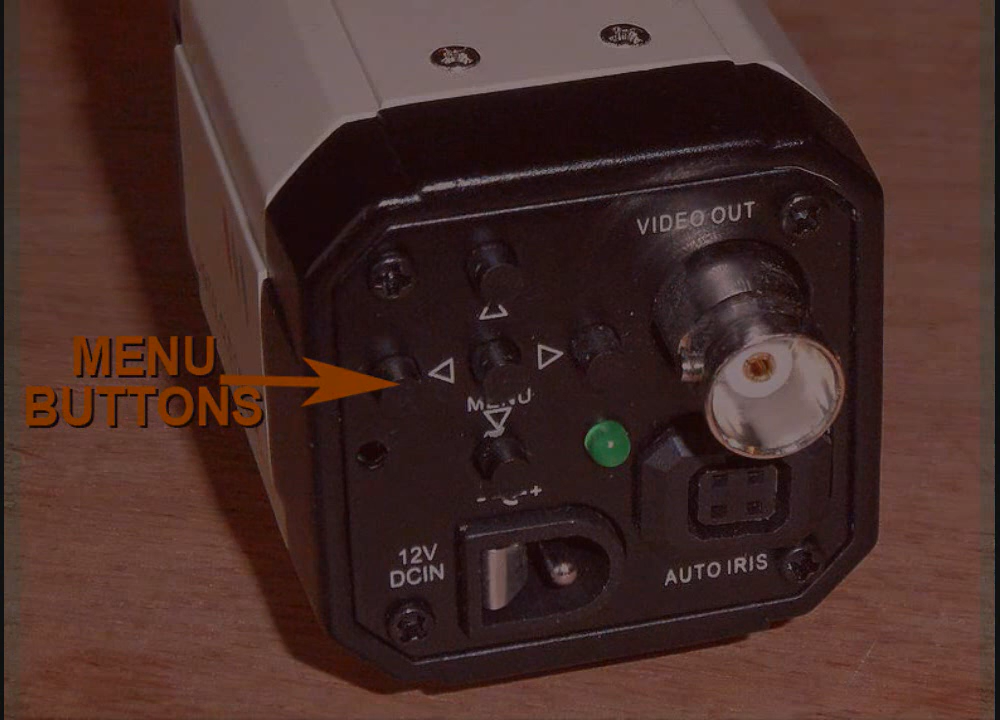 VIDEO OUT
MENU
BUTTONS
MENU
12V
DCIN
AUTO IRIS